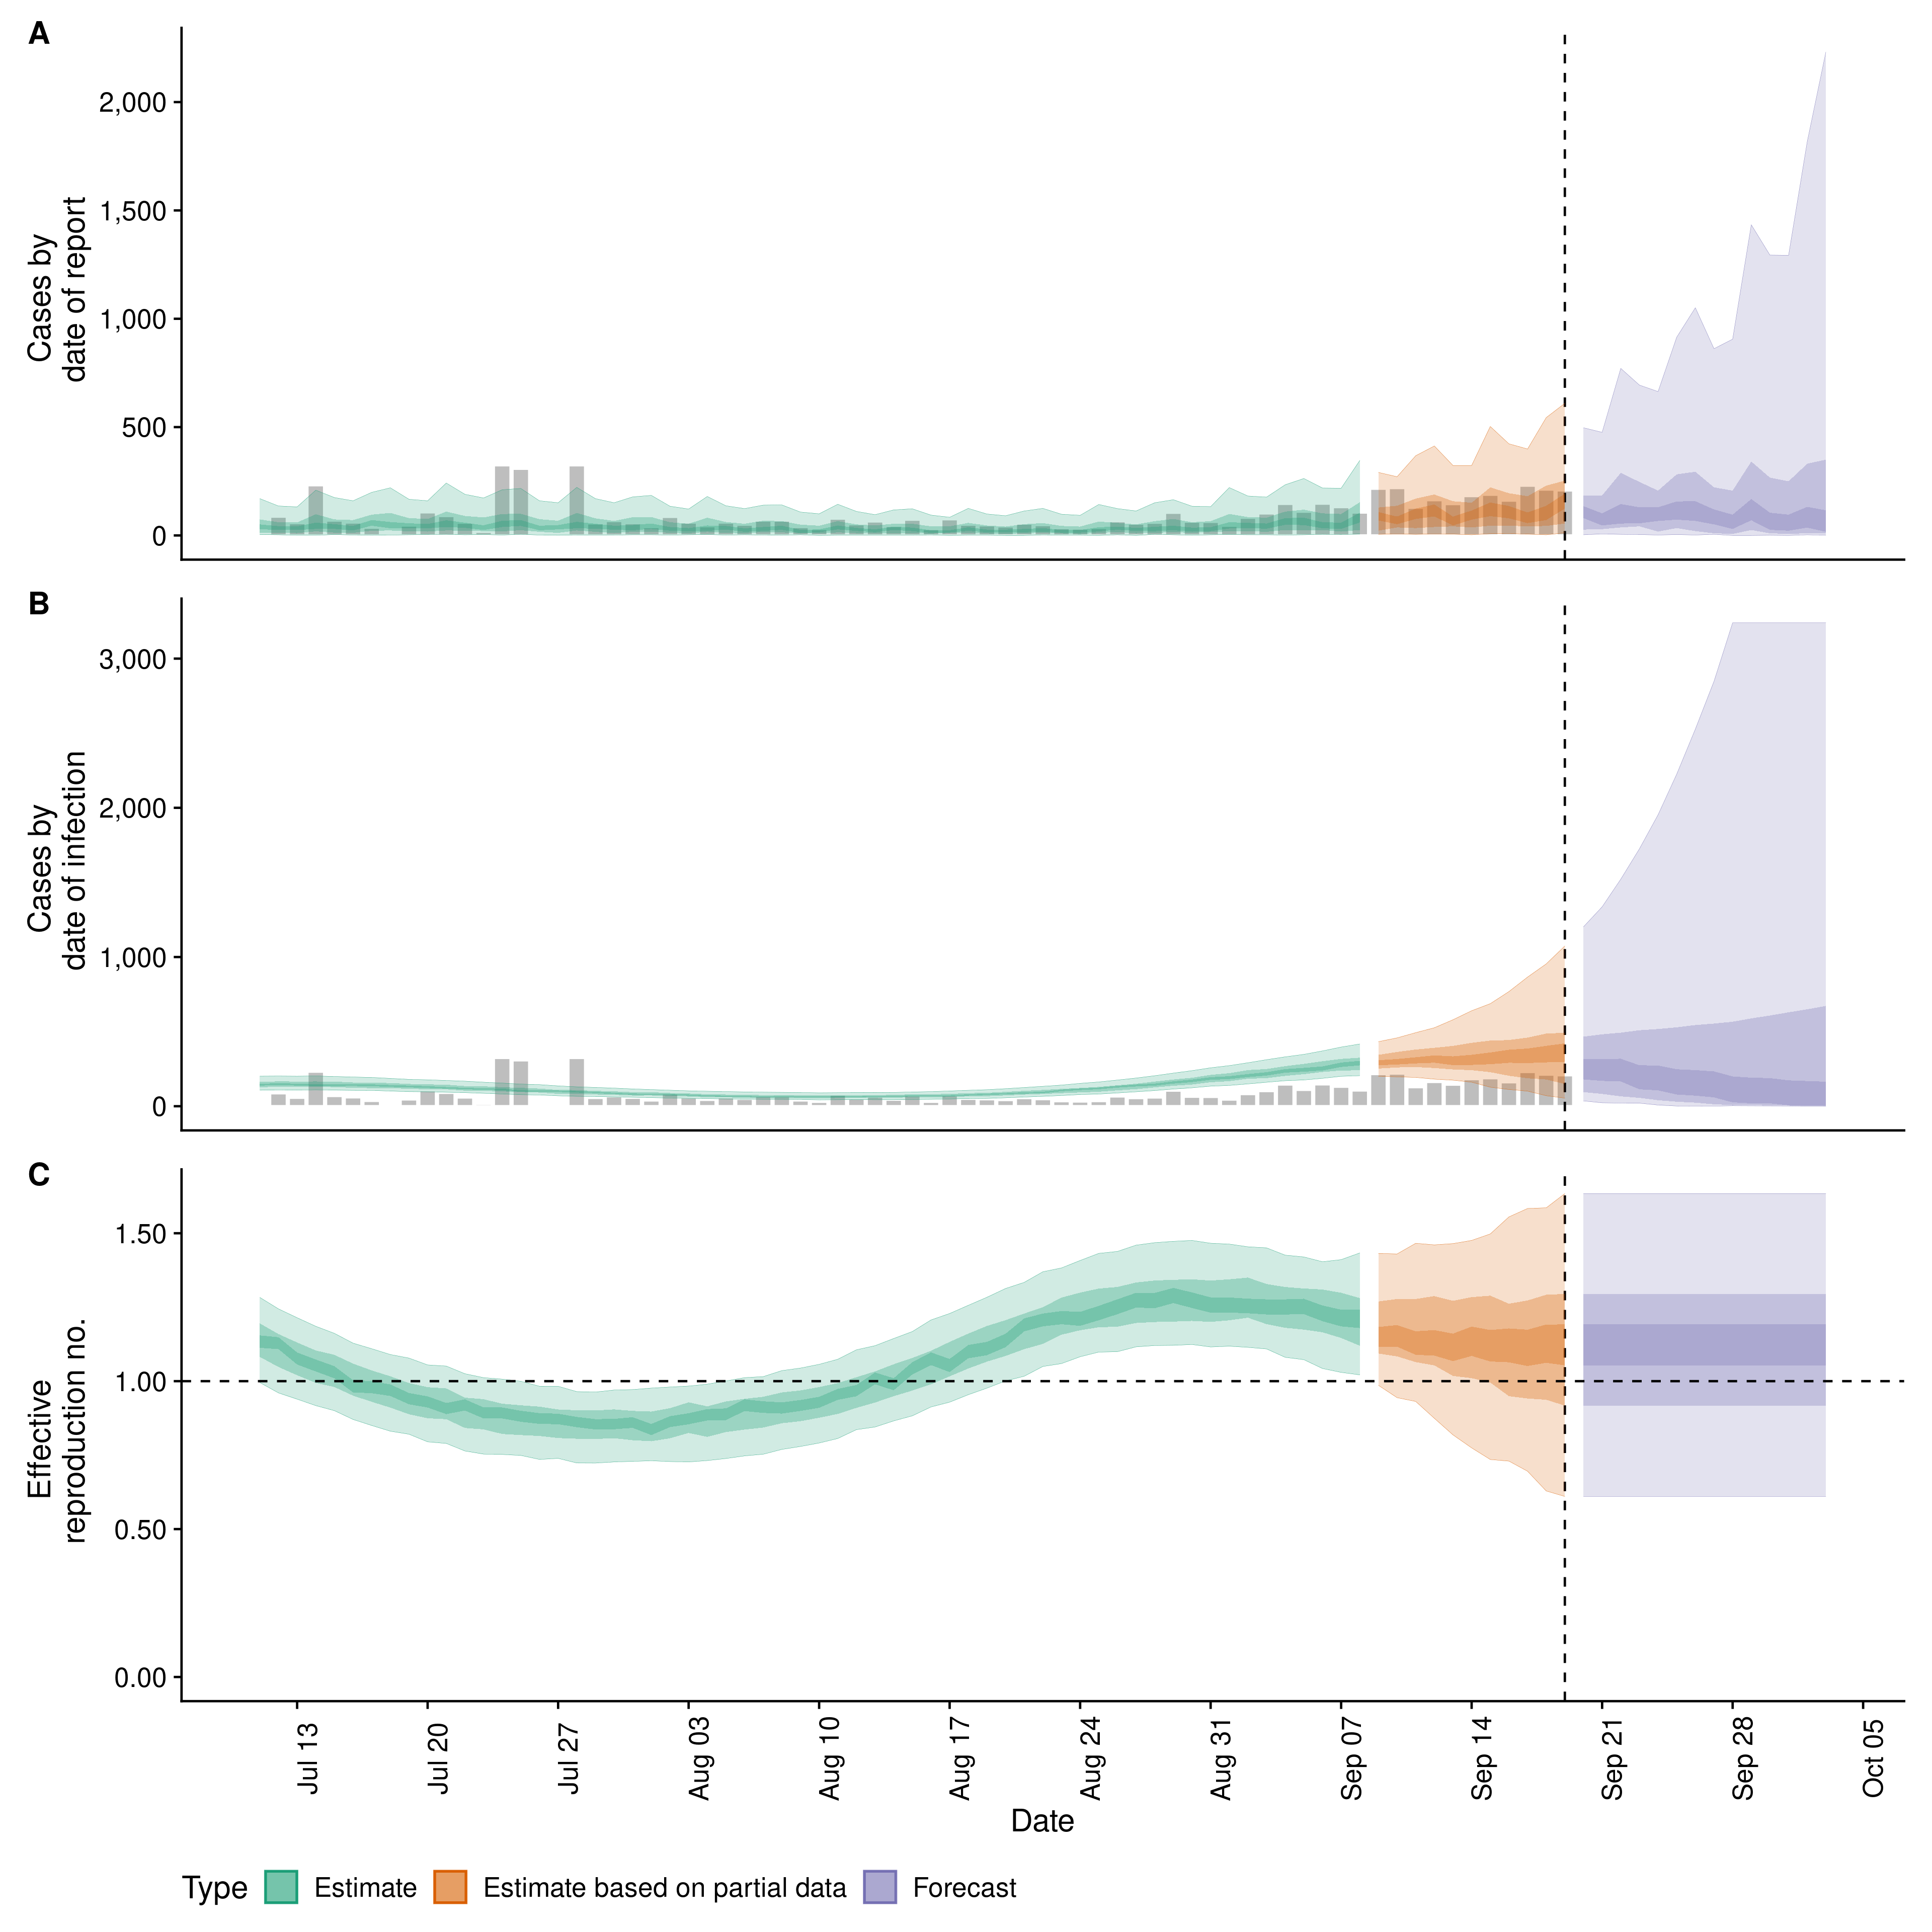 A
Cases by
date of report
2,000
1,500
1,000
500
0
B
Cases by
date of infection
3,000
2,000
1,000
0
C
Effective
reproduction no.
1.50
1.00
0.50
0.00
Jul 13
Jul 20
Jul 27
Aug 03
Aug 10
Aug 17
Aug 24
Aug 31
Sep 07
Sep 14
Sep 21
Sep 28
Oct 05
Date
Type Estimate Estimate based on partial data Forecast